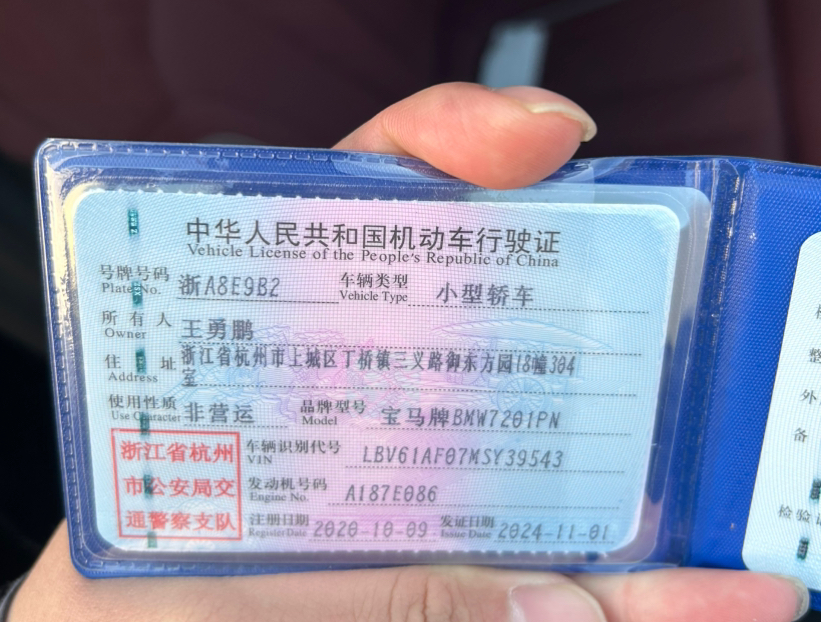 中华人民共和国机动车行驶证
Vehicle License of the People's Republic of China
号牌号码 浙A8E9B2 车辆类型 小型轿车
Plate No. Vehicle Type
所有人 王勇鹏
Owner
住址 浙江省杭州市上城区丁桥镇三义路御东方园18幢304
Address 室
使用性质 非营运 品牌型号 宝马牌BMW7201PN
Use Character Model
浙江省杭州 车辆识别代号 LBV61AF07MSY39543
VIN
市公安局交 发动机号码 A187E086
Engine No.
通警察支队 注册日期 2020-10-09 发证日期 2024-11-01
Register Date Issue Date
整
外
备
检验